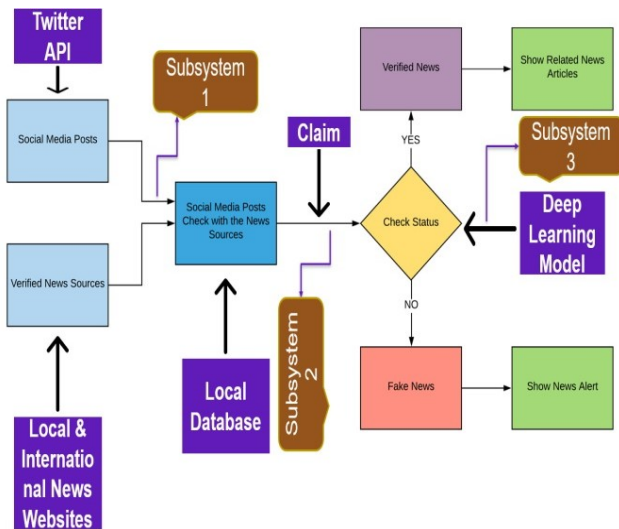 Twitter
API
Subsystem
1
Social Media Posts
Verified News Sources
Local &
Internatio
nal News
Websites
Social Media Posts
Check with the News
Sources
Local
Database
Claim
Subsystem
2
Verified News
Show Related News
Articles
YES
Check Status
Subsystem
3
Deep
Learning
Model
NO
Fake News
Show News Alert